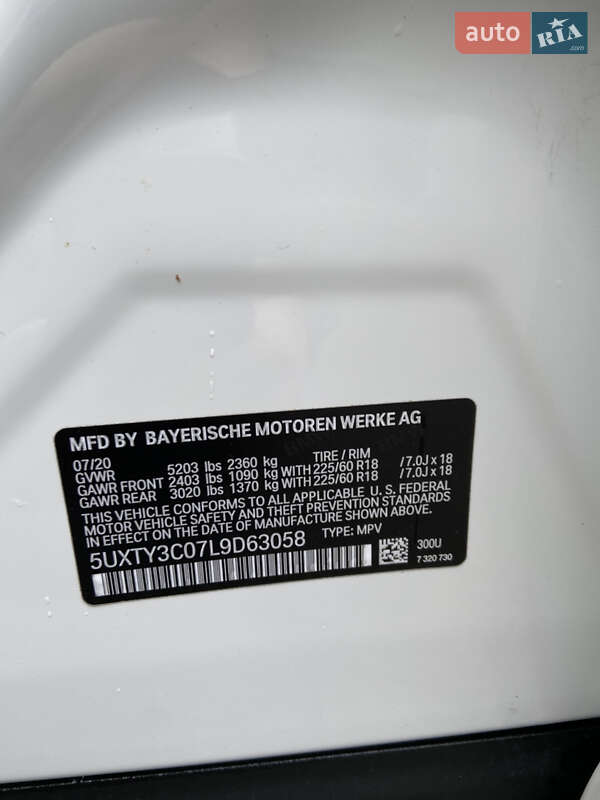 auto RIA .com
MFD BY BAYERISCHE MOTOREN WERKE AG
07/20 TIRE / RIM
GVWR 5203 lbs 2360 kg
GAWR FRONT 2403 lbs 1090 kg WITH 225/60 R18 / 7.0J x 18
GAWR REAR 3020 lbs 1370 kg WITH 225/60 R18 / 7.0J x 18
THIS VEHICLE CONFORMS TO ALL APPLICABLE U. S. FEDERAL
MOTOR VEHICLE SAFETY AND THEFT PREVENTION STANDARDS
IN EFFECT ON THE DATE OF MANUFACTURE SHOWN ABOVE.
5UXTY3C07L9D63058 TYPE: MPV
300U
7 320 730